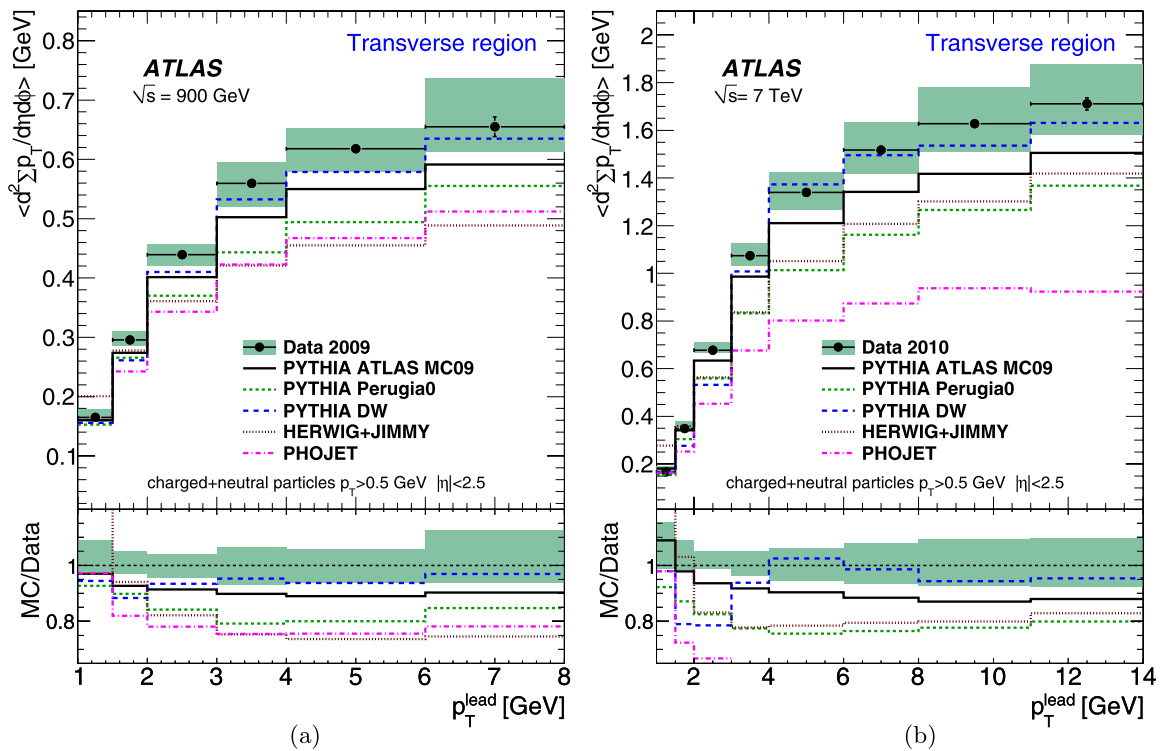 <d²Σp_T/dηdϕ> [GeV]
0.8
0.7
0.6
0.5
0.4
0.3
0.2
0.1
Transverse region
ATLAS
√s = 900 GeV
Data 2009
PYTHIA ATLAS MC09
PYTHIA Perugia0
PYTHIA DW
HERWIG+JIMMY
PHOJET
charged+neutral particles p_T>0.5 GeV |η|<2.5
MC/Data
1
0.8
1 2 3 4 5 6 7 8
p_T^lead [GeV]
(a)
<d²Σp_T/dηdϕ> [GeV]
2
1.8
1.6
1.4
1.2
1
0.8
0.6
0.4
0.2
Transverse region
ATLAS
√s= 7 TeV
Data 2010
PYTHIA ATLAS MC09
PYTHIA Perugia0
PYTHIA DW
HERWIG+JIMMY
PHOJET
charged+neutral particles p_T>0.5 GeV |η|<2.5
MC/Data
1
0.8
2 4 6 8 10 12 14
p_T^lead [GeV]
(b)